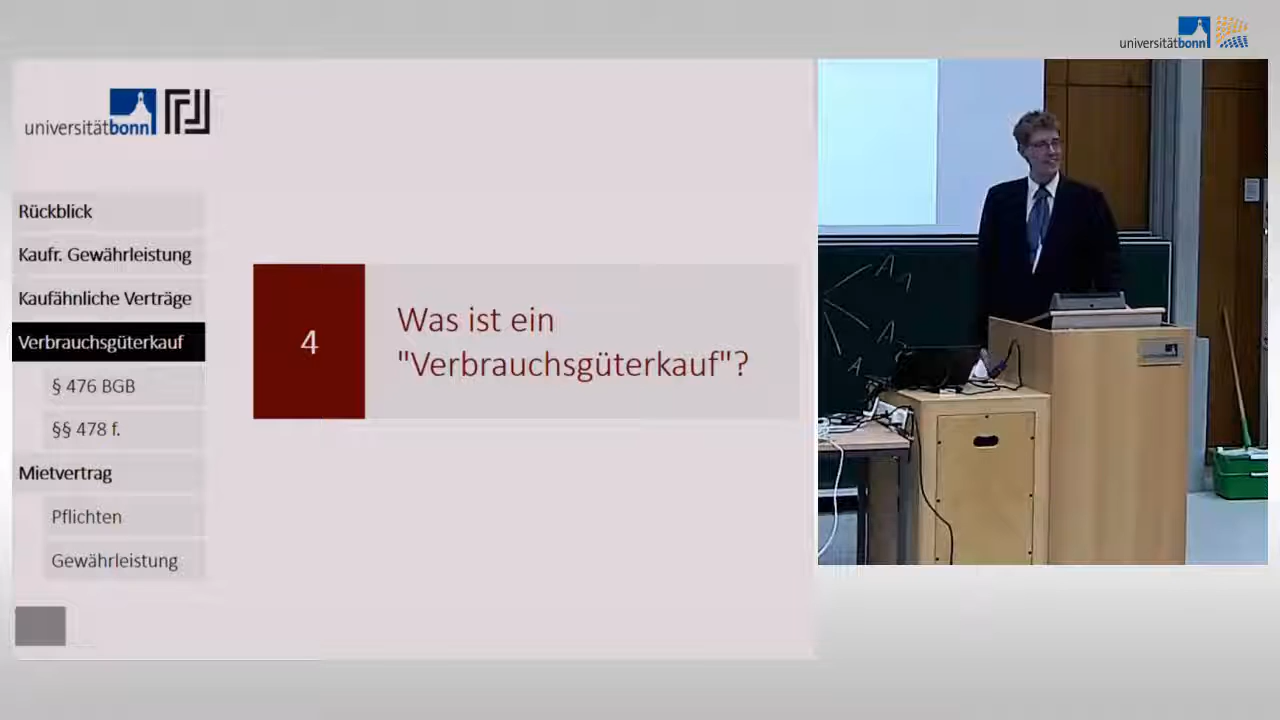 universitätbonn
universitätbonn
Rückblick
Kaufr. Gewährleistung
Kaufähnliche Verträge
Verbrauchsgüterkauf
§ 476 BGB
§§ 478 f.
Mietvertrag
Pflichten
Gewährleistung
4
Was ist ein
"Verbrauchsgüterkauf"?
A₁
A
A